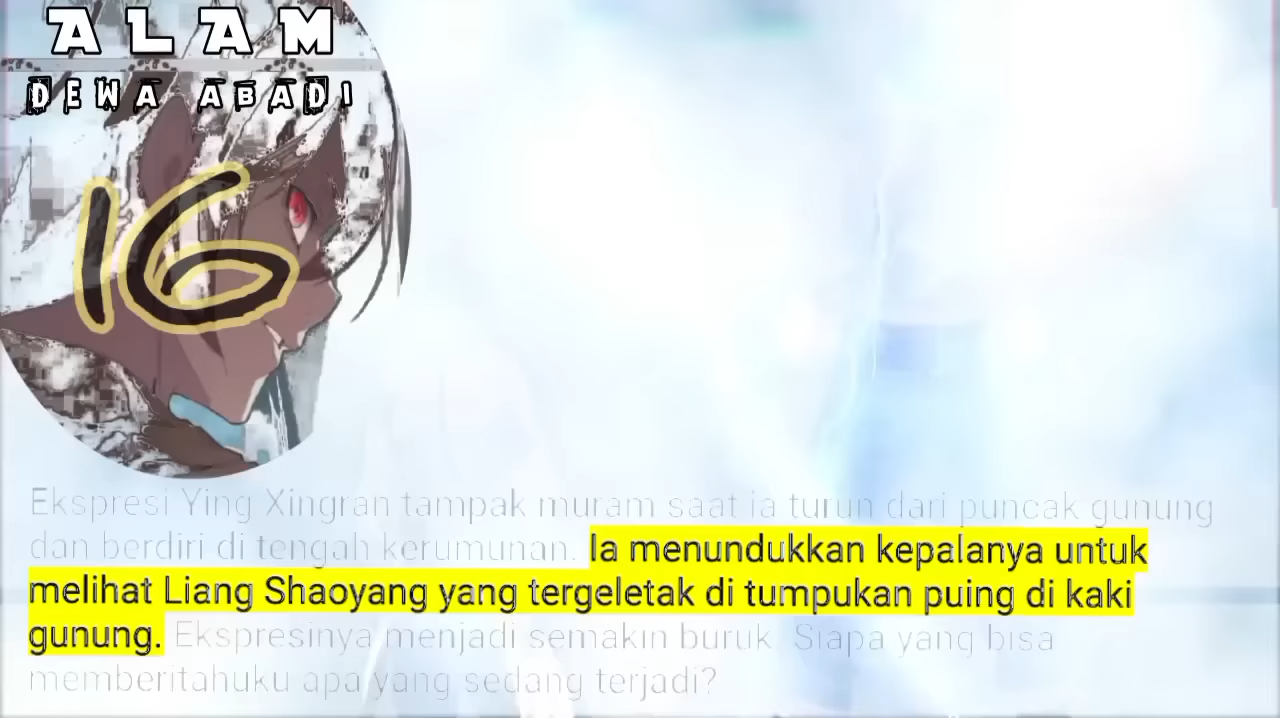 ALAM
DEWA ABADI
16
Ekspresi Ying Xingran tampak muram saat ia turun dari puncak gunung
dan berdiri di tengah kerumunan. Ia menundukkan kepalanya untuk
melihat Liang Shaoyang yang tergeletak di tumpukan puing di kaki
gunung. Ekspresinya menjadi semakin buruk. Siapa yang bisa
memberitahuku apa yang sedang terjadi?